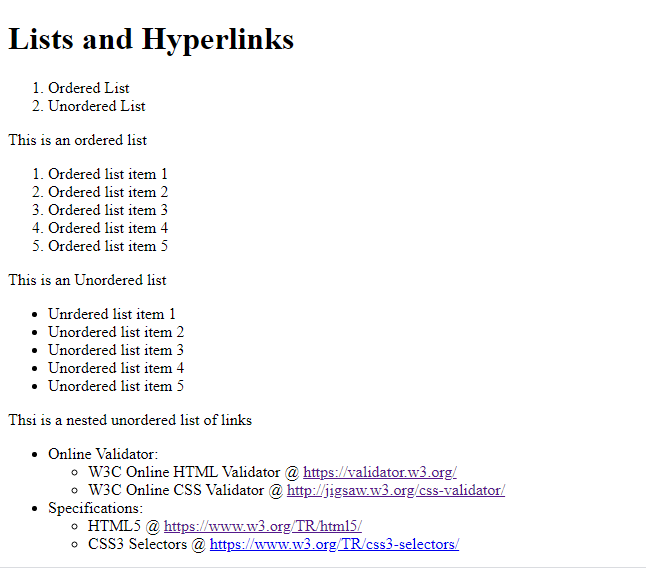 Lists and Hyperlinks
1. Ordered List
2. Unordered List
This is an ordered list
1. Ordered list item 1
2. Ordered list item 2
3. Ordered list item 3
4. Ordered list item 4
5. Ordered list item 5
This is an Unordered list
• Unrdered list item 1
• Unordered list item 2
• Unordered list item 3
• Unordered list item 4
• Unordered list item 5
Thsi is a nested unordered list of links
• Online Validator:
◦ W3C Online HTML Validator @ https://validator.w3.org/
◦ W3C Online CSS Validator @ http://jigsaw.w3.org/css-validator/
• Specifications:
◦ HTML5 @ https://www.w3.org/TR/html5/
◦ CSS3 Selectors @ https://www.w3.org/TR/css3-selectors/